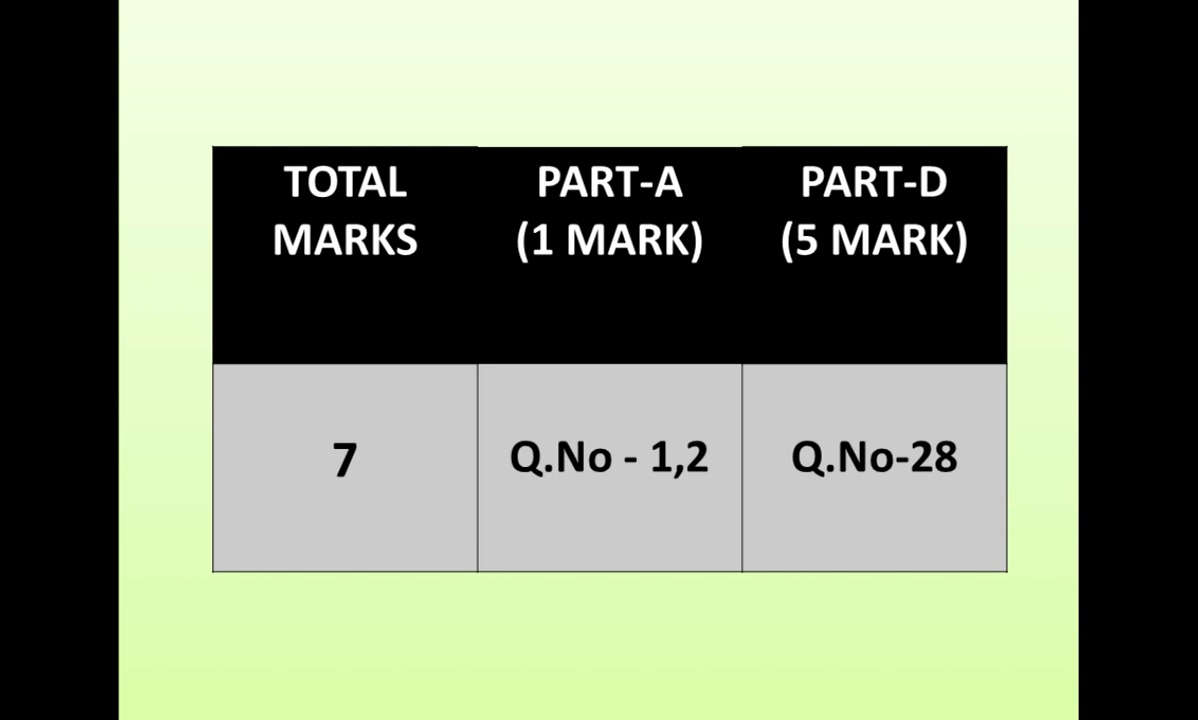 TOTAL MARKS
PART-A (1 MARK)
PART-D (5 MARK)
7
Q.No - 1,2
Q.No-28